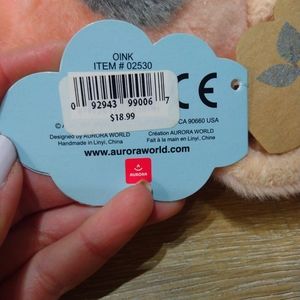 OINK
ITEM # 02530
0 92943 99006 7
$18.99
CE
CA 90660 USA
Designed by AURORA WORLD
Handmade in Linyi, China
Création AURORA WORLD
Fait à la main en Linyi, Chine
www.auroraworld.com
AURORA